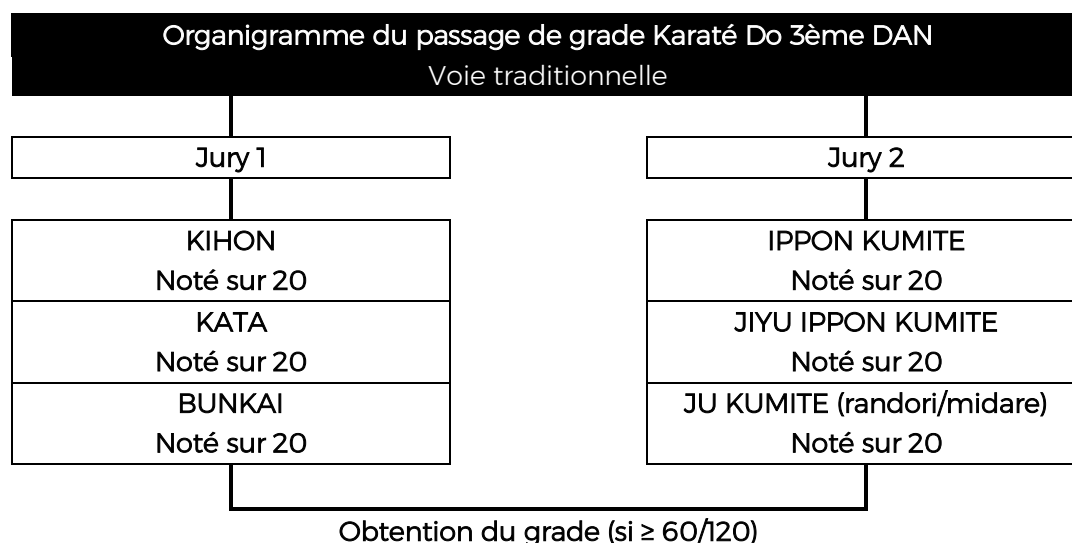 Organigramme du passage de grade Karaté Do 3ème DAN
Voie traditionnelle
Jury 1
KIHON
Noté sur 20
KATA
Noté sur 20
BUNKAI
Noté sur 20
Jury 2
IPPON KUMITE
Noté sur 20
JIYU IPPON KUMITE
Noté sur 20
JU KUMITE (randori/midare)
Noté sur 20
Obtention du grade (si ≥ 60/120)